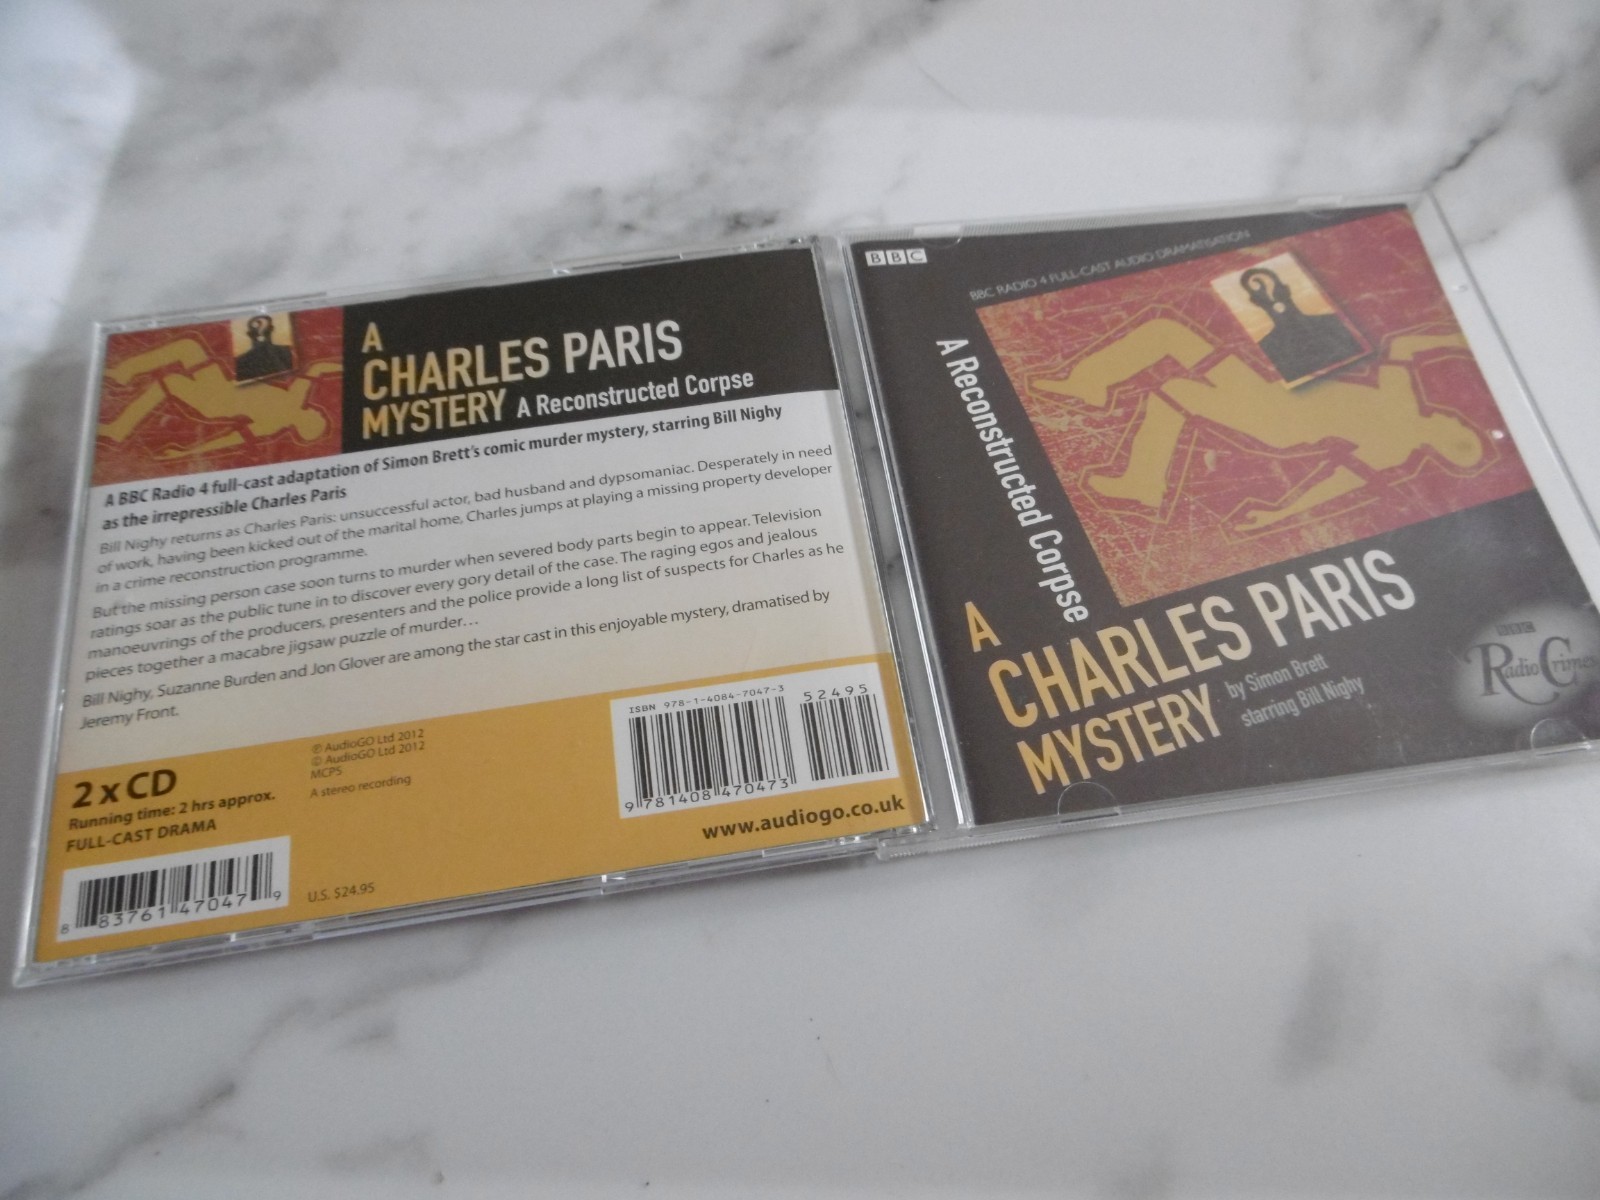 A
CHARLES PARIS
MYSTERY A Reconstructed Corpse
A BBC Radio 4 full-cast adaptation of Simon Brett's comic murder mystery, starring Bill Nighy
as the irrepressible Charles Paris
Bill Nighy returns as Charles Paris: unsuccessful actor, bad husband and dypsomaniac. Desperately in need
of work, having been kicked out of the marital home, Charles jumps at playing a missing property developer
in a crime reconstruction programme.
But the missing person case soon turns to murder when severed body parts begin to appear. Television
ratings soar as the public tune in to discover every gory detail of the case. The raging egos and jealous
manoeuvrings of the producers, presenters and the police provide a long list of suspects for Charles as he
pieces together a macabre jigsaw puzzle of murder...
Bill Nighy, Suzanne Burden and Jon Glover are among the star cast in this enjoyable mystery, dramatised by
Jeremy Front.
2 x CD
Running time: 2 hrs approx.
FULL-CAST DRAMA
℗ AudioGO Ltd 2012
© AudioGO Ltd 2012
MCPS
A stereo recording
ISBN 978-1-4084-7047-3
52495
9 781408 470473
www.audiogo.co.uk
8 83761 47047 9
U.S. $24.95
BBC
BBC RADIO 4 FULL-CAST AUDIO DRAMATISATION
A Reconstructed Corpse
A
CHARLES PARIS
MYSTERY
by Simon Brett
starring Bill Nighy
BBC
Radio Crimes